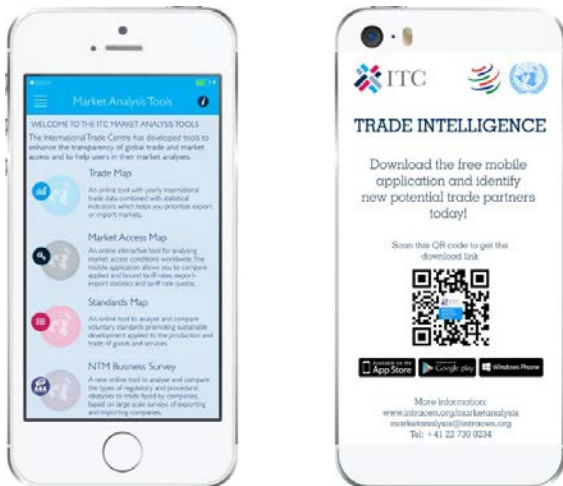 Market Analysis Tools
WELCOME TO THE ITC MARKET ANALYSIS TOOLS
The International Trade Centre has developed tools to
enhance the transparency of global trade and market
access and to help users in their market analyses.
Trade Map
An online tool with yearly international
trade data combined with statistical
indicators which helps you prioritize export
or import markets.
Market Access Map
An online interactive tool for analysing
market access conditions worldwide. The
mobile application allows you to compare
applied and bound tariff rates, export-
import statistics and tariff rate quotas.
Standards Map
An online tool to analyse and compare
voluntary standards promoting sustainable
development applied to the production and
trade of goods and services.
NTM Business Survey
A new online tool to analyse and compare
the types of regulatory and procedural
obstacles to trade faced by companies,
based on large scale surveys of exporting
and importing companies.
ITC
TRADE INTELLIGENCE
Download the free mobile
application and identify
new potential trade partners
today!
Scan this QR code to get the
download link
Available on the
App Store
Google play
Windows Phone
More information:
www.intracen.org/marketanalysis
marketanalysis@intracen.org
Tel: +41 22 730 0234